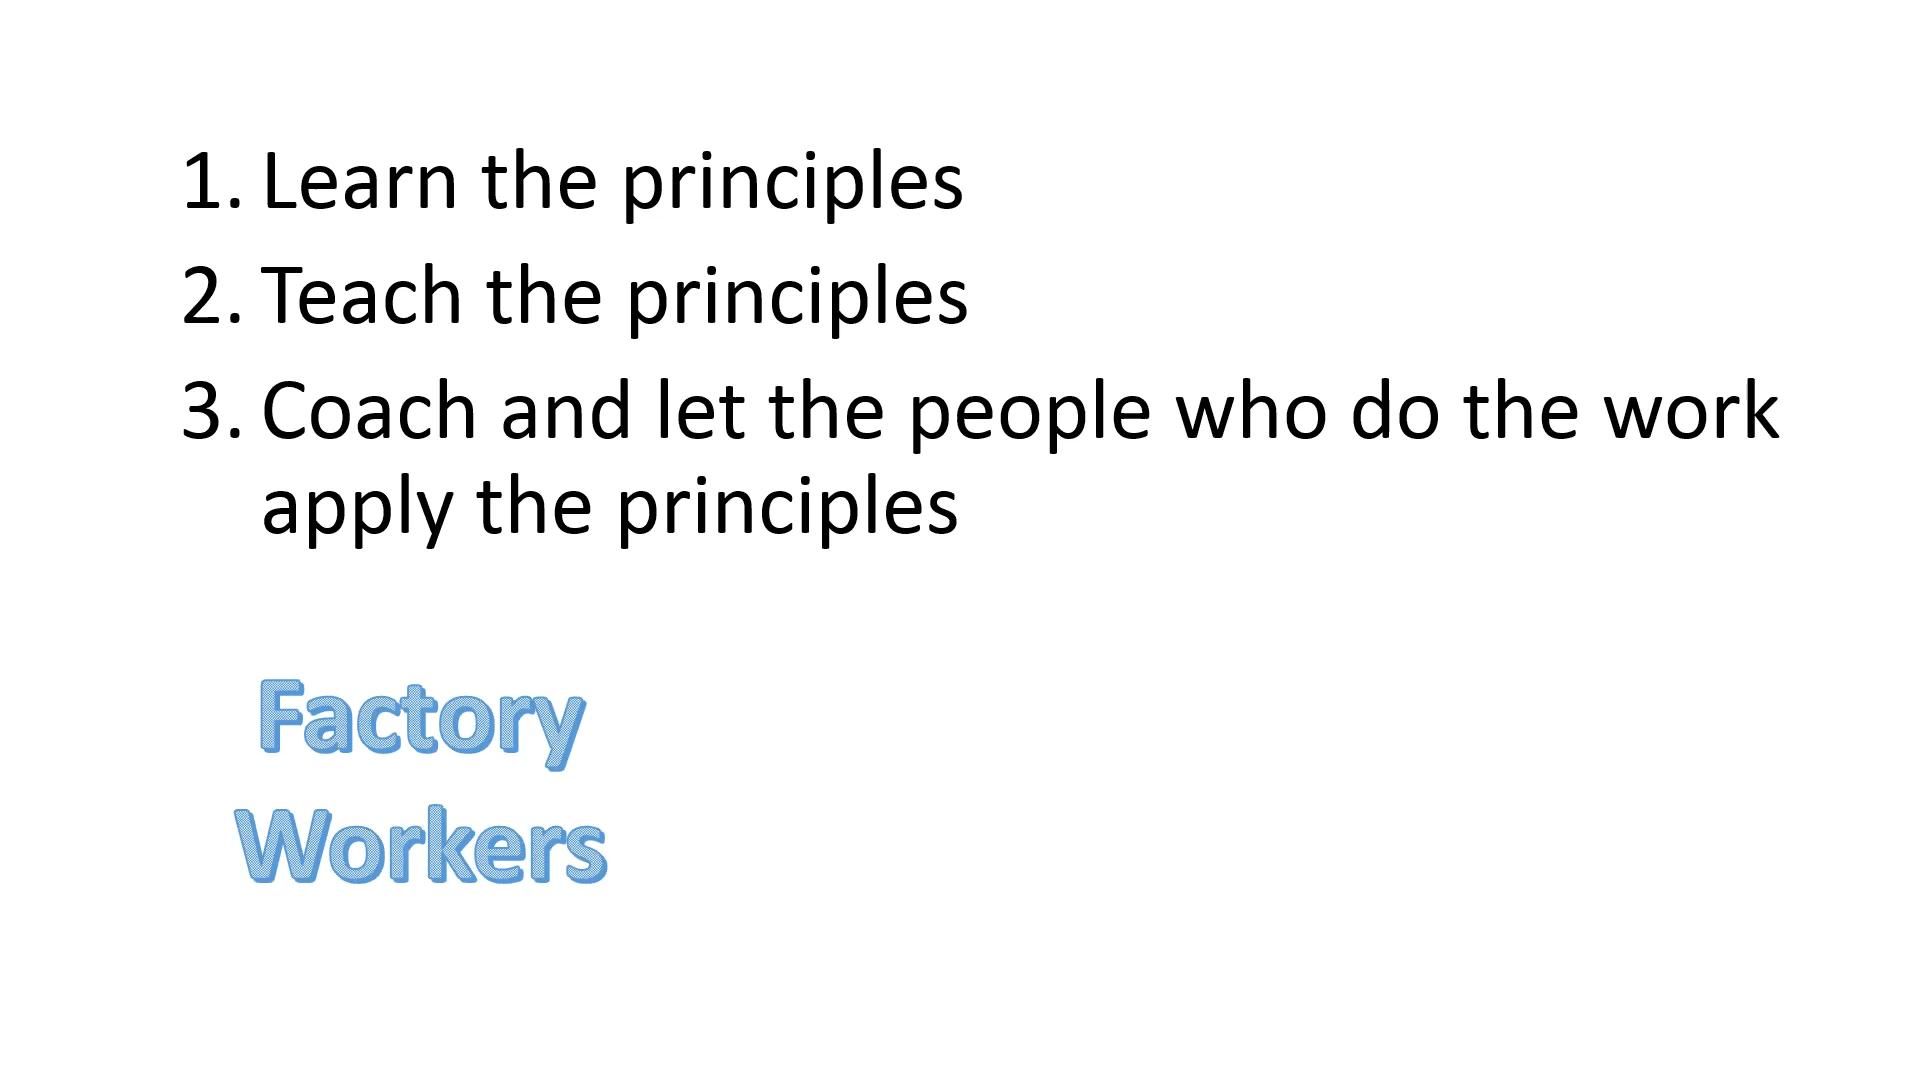 1. Learn the principles
2. Teach the principles
3. Coach and let the people who do the work
apply the principles
Factory
Workers